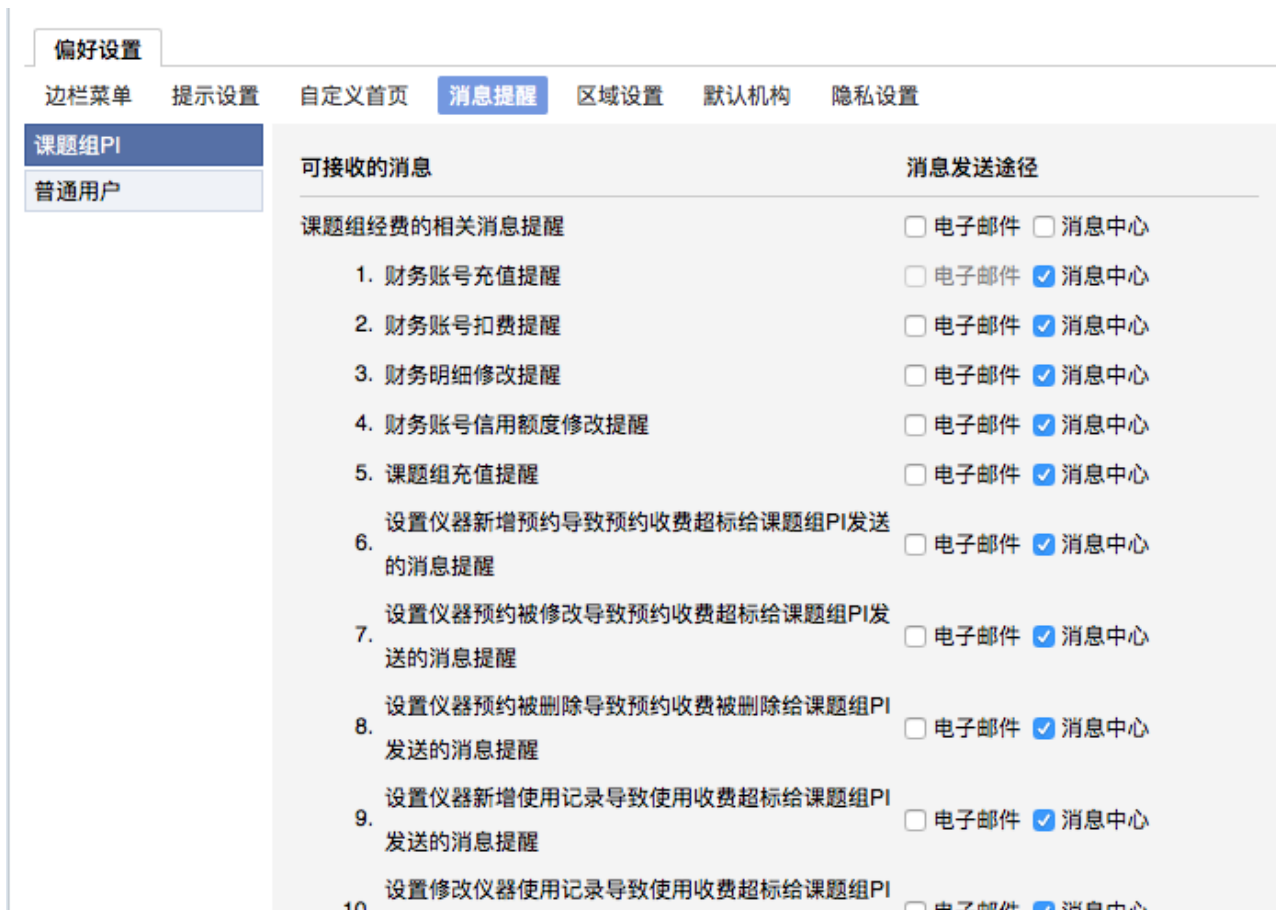 偏好设置
边栏菜单 提示设置 自定义首页 消息提醒 区域设置 默认机构 隐私设置
课题组PI
普通用户
可接收的消息 消息发送途径
课题组经费的相关消息提醒 电子邮件 消息中心
1. 财务账号充值提醒 电子邮件 消息中心
2. 财务账号扣费提醒 电子邮件 消息中心
3. 财务明细修改提醒 电子邮件 消息中心
4. 财务账号信用额度修改提醒 电子邮件 消息中心
5. 课题组充值提醒 电子邮件 消息中心
6. 设置仪器新增预约导致预约收费超标给课题组PI发送
的消息提醒 电子邮件 消息中心
7. 设置仪器预约被修改导致预约收费超标给课题组PI发
送的消息提醒 电子邮件 消息中心
8. 设置仪器预约被删除导致预约收费被删除给课题组PI
发送的消息提醒 电子邮件 消息中心
9. 设置仪器新增使用记录导致使用收费超标给课题组PI
发送的消息提醒 电子邮件 消息中心
10. 设置修改仪器使用记录导致使用收费超标给课题组PI
电子邮件 消息中心